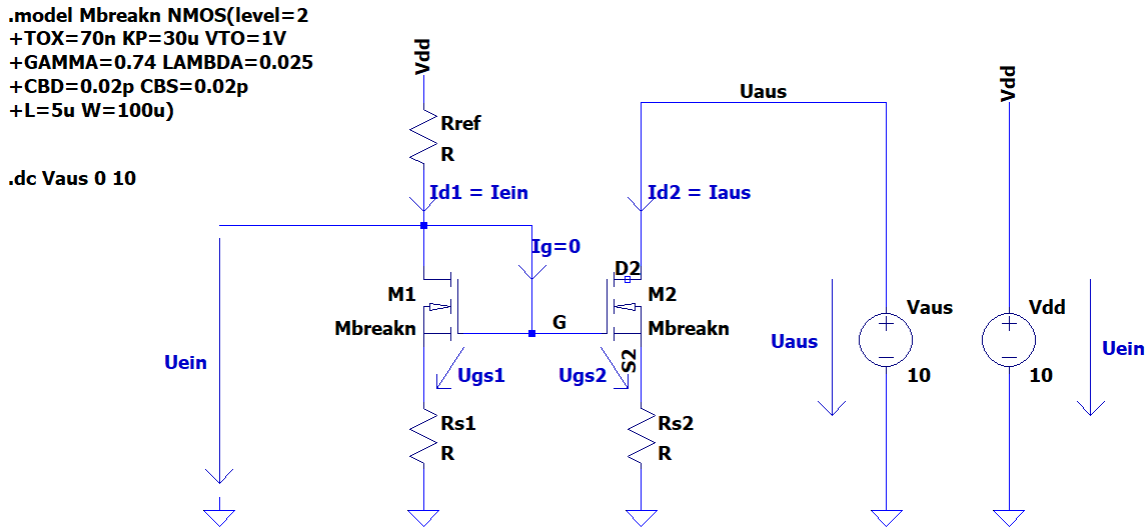 .model Mbreakn NMOS(level=2
+TOX=70n KP=30u VTO=1V
+GAMMA=0.74 LAMBDA=0.025
+CBD=0.02p CBS=0.02p
+L=5u W=100u)
.dc Vaus 0 10
Vdd
Rref
R
Id1 = Iein
Ig=0
M1
Mbreakn
Uein
Ugs1
Rs1
R
G
Uaus
Id2 = Iaus
D2
M2
Mbreakn
S2
Ugs2
Rs2
R
Uaus
Vaus
10
Vdd
Vdd
10
Uein